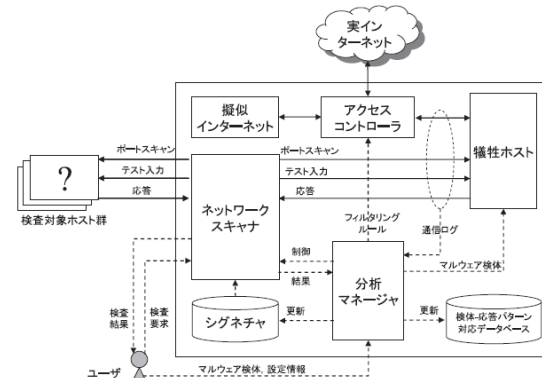 実イン
ターネット
擬似
インターネット
アクセス
コントローラ
犠牲ホスト
ポートスキャン
ポートスキャン
テスト入力
テスト入力
?
応答
応答
検査対象ホスト群
ネットワーク
スキャナ
フィルタリング
ルール
通信ログ
制御
マルウェア検体
結果
分析
マネージャ
検査
結果
検査
要求
シグネチャ
更新
更新
検体-応答パターン
対応データベース
ユーザ
マルウェア検体、設定情報